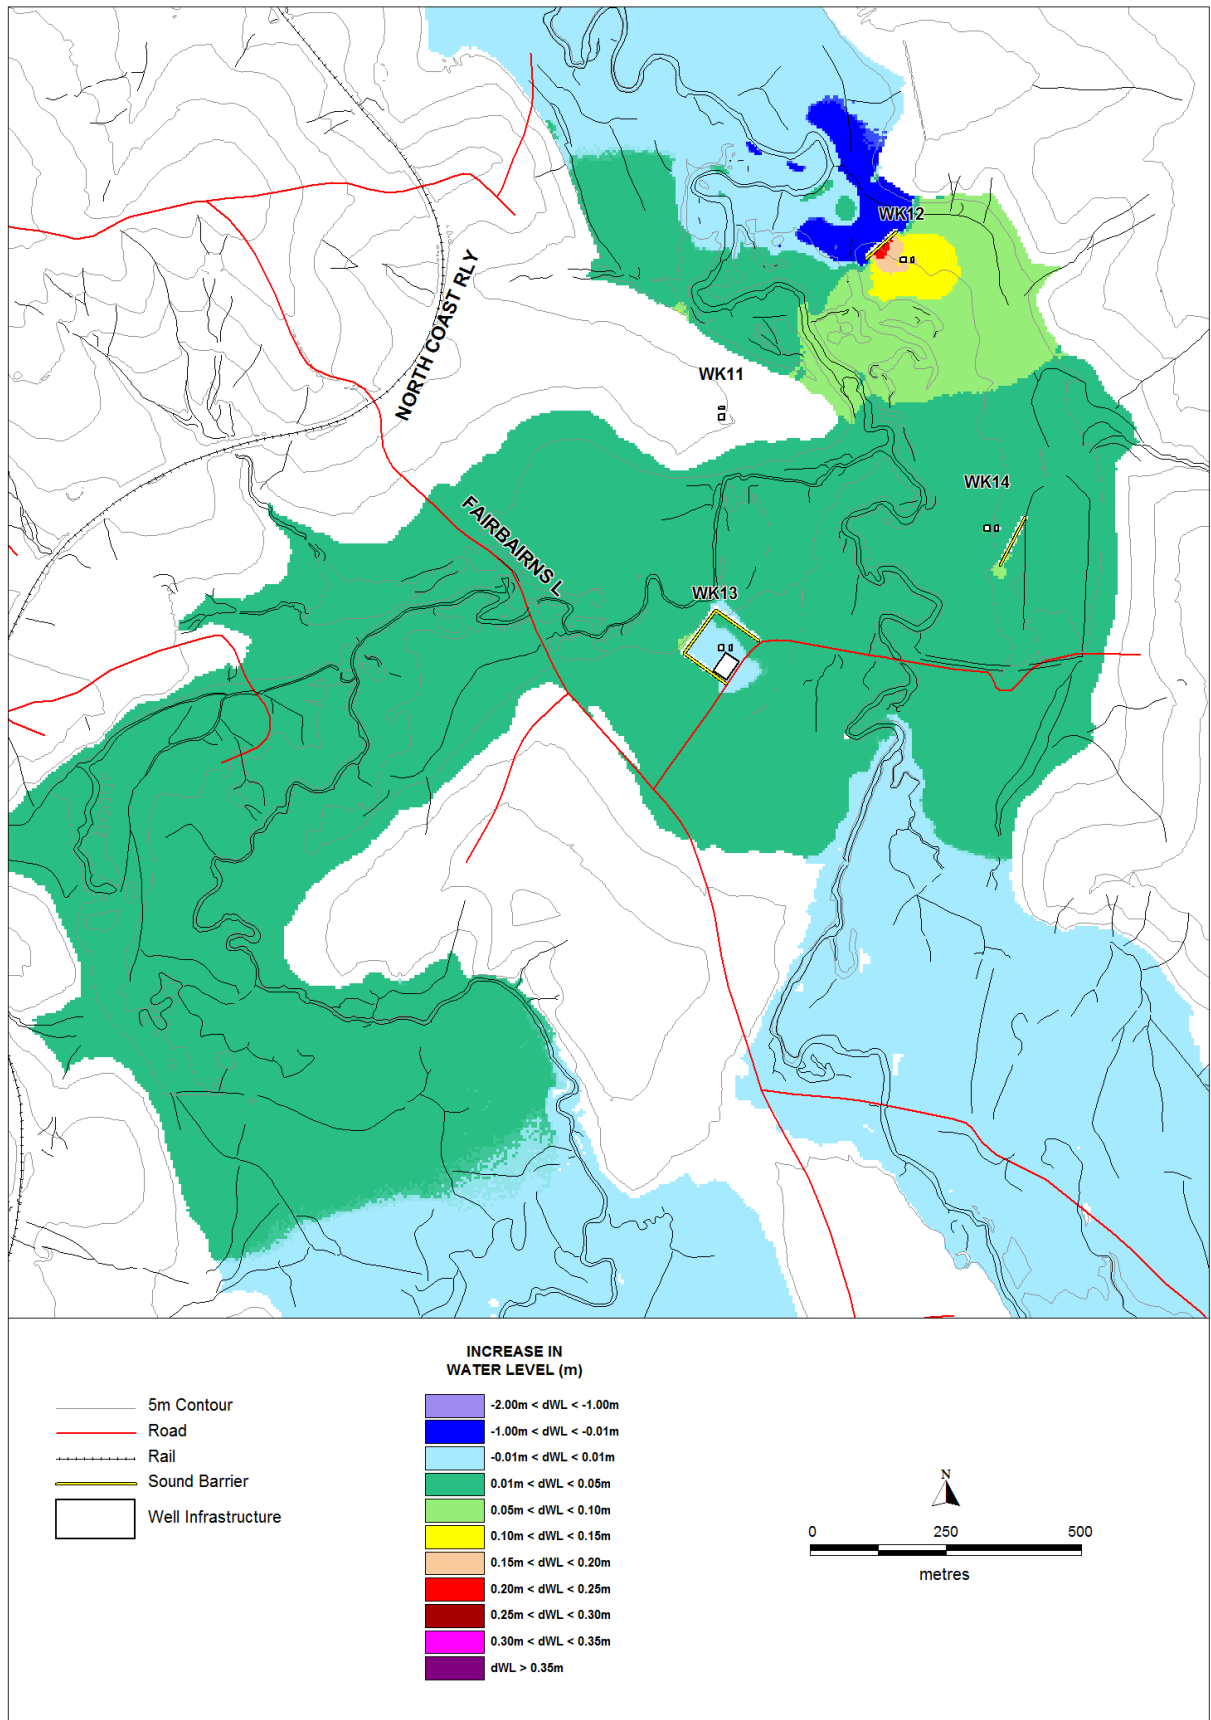 WK12
NORTH COAST RLY
WK11
WK14
FAIRBAIRNS L
WK13
INCREASE IN
WATER LEVEL (m)
-2.00m < dWL < -1.00m
-1.00m < dWL < -0.01m
-0.01m < dWL < 0.01m
0.01m < dWL < 0.05m
0.05m < dWL < 0.10m
0.10m < dWL < 0.15m
0.15m < dWL < 0.20m
0.20m < dWL < 0.25m
0.25m < dWL < 0.30m
0.30m < dWL < 0.35m
dWL > 0.35m
5m Contour
Road
Rail
Sound Barrier
Well Infrastructure
N
0 250 500
metres